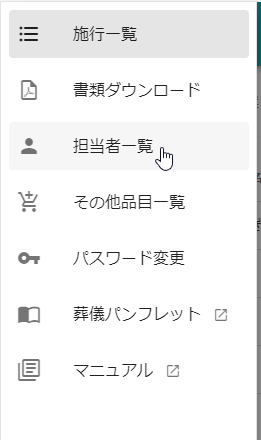 施行一覧
書類ダウンロード
担当者一覧
その他品目一覧
パスワード変更
葬儀パンフレット
マニュアル